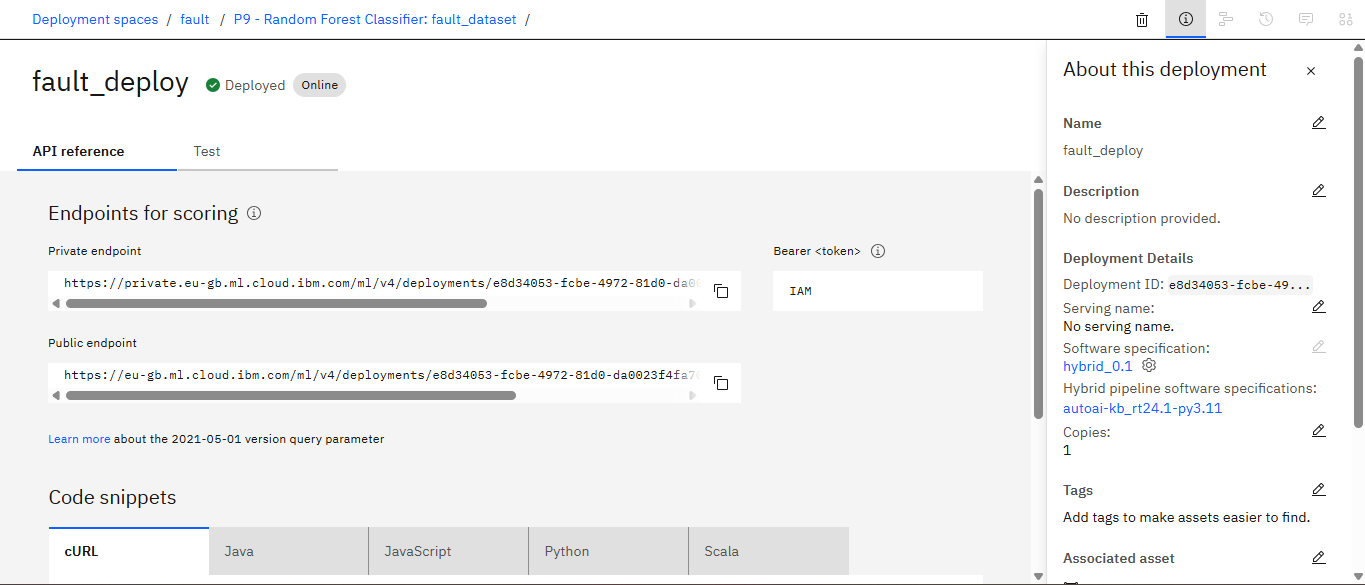 Deployment spaces / fault / P9 - Random Forest Classifier: fault_dataset /
fault_deploy Deployed Online
API reference Test
Endpoints for scoring
Private endpoint
https://private.eu-gb.ml.cloud.ibm.com/ml/v4/deployments/e8d34053-fcbe-4972-81d0-da00
Bearer <token>
IAM
Public endpoint
https://eu-gb.ml.cloud.ibm.com/ml/v4/deployments/e8d34053-fcbe-4972-81d0-da0023f4fa70
Learn more about the 2021-05-01 version query parameter
Code snippets
cURL Java JavaScript Python Scala
About this deployment
Name
fault_deploy
Description
No description provided.
Deployment Details
Deployment ID: e8d34053-fcbe-49...
Serving name:
No serving name.
Software specification:
hybrid_0.1
Hybrid pipeline software specifications:
autoai-kb_rt24.1-py3.11
Copies:
1
Tags
Add tags to make assets easier to find.
Associated asset